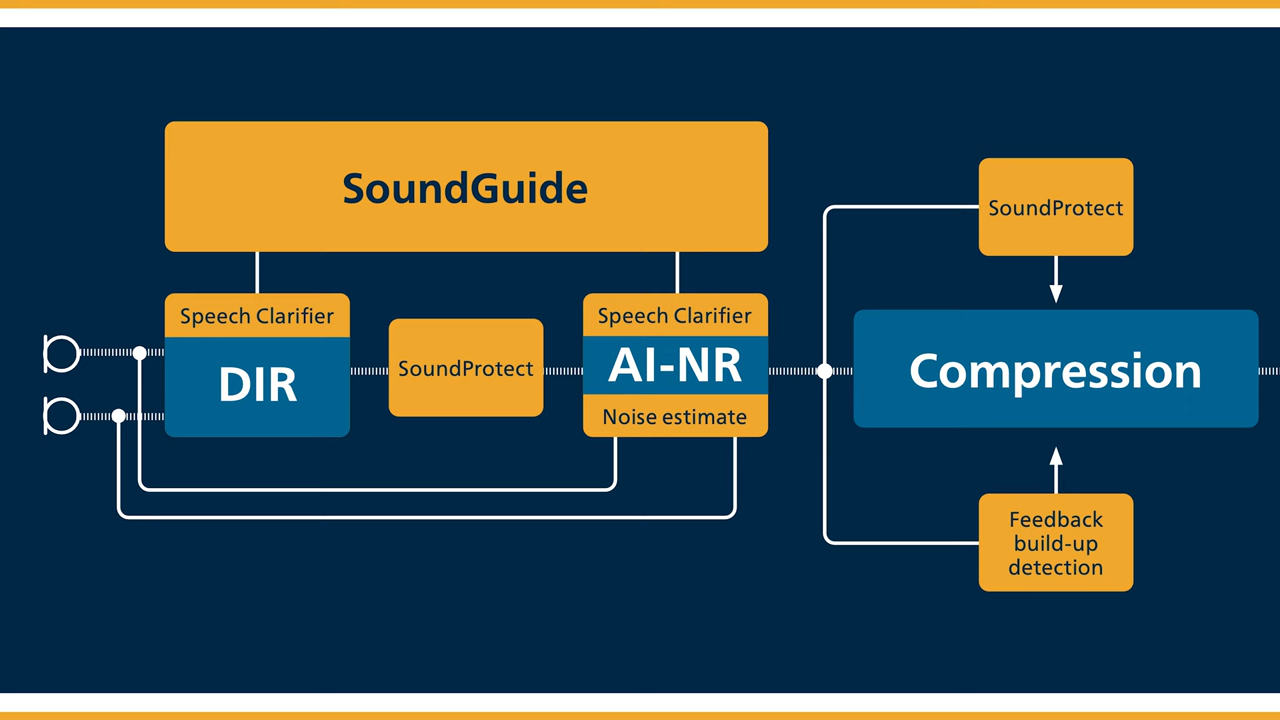 SoundGuide
SoundProtect
Speech Clarifier
DIR
SoundProtect
Speech Clarifier
AI-NR
Noise estimate
Compression
Feedback
build-up
detection